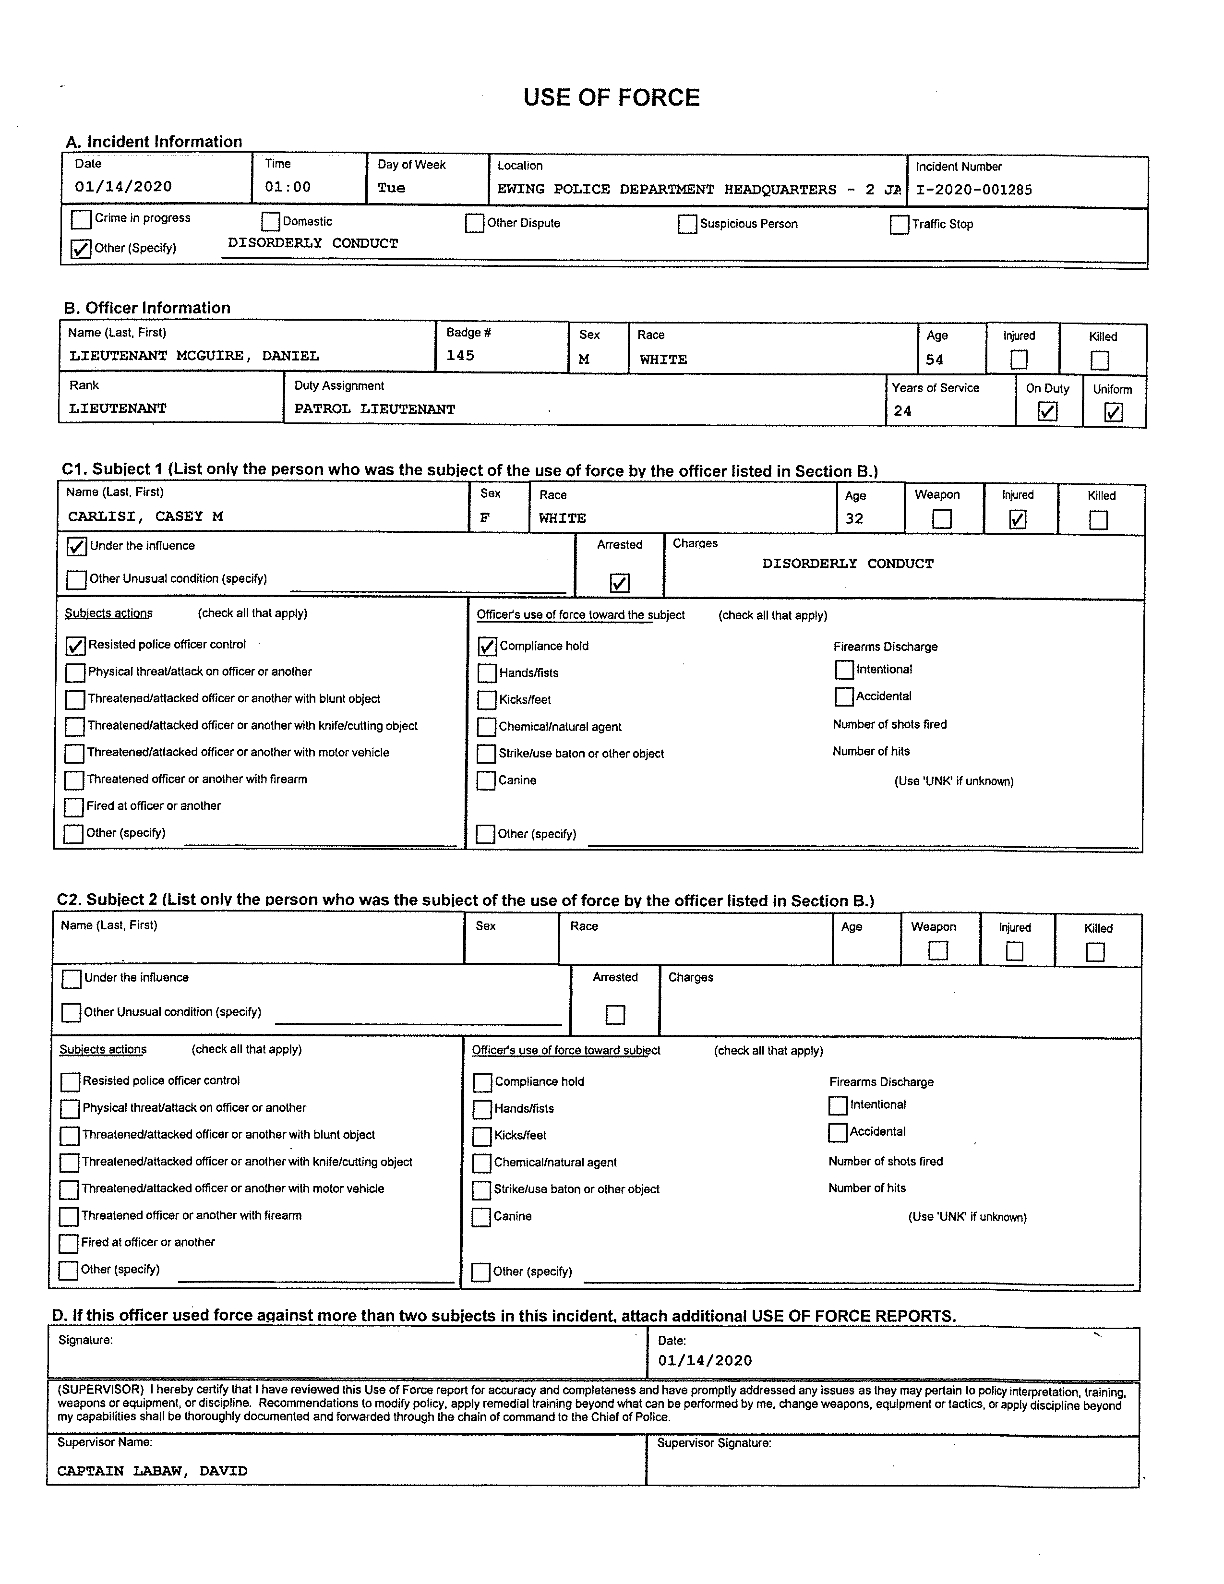 USE OF FORCE
A. Incident Information
Date Time Day of Week Location Incident Number
01/14/2020 01:00 Tue EWING POLICE DEPARTMENT HEADQUARTERS - 2 JA I-2020-001285
Crime in progress Domestic Other Dispute Suspicious Person Traffic Stop
Other (Specify) DISORDERLY CONDUCT
B. Officer Information
Name (Last, First) Badge # Sex Race Age Injured Killed
LIEUTENANT MCGUIRE, DANIEL 145 M WHITE 54
Rank Duty Assignment Years of Service On Duty Uniform
LIEUTENANT PATROL LIEUTENANT 24
C1. Subject 1 (List only the person who was the subject of the use of force by the officer listed in Section B.)
Name (Last, First) Sex Race Age Weapon Injured Killed
CARLISI, CASEY M F WHITE 32
Under the influence Arrested Charges
DISORDERLY CONDUCT
Other Unusual condition (specify)
Subjects actions (check all that apply) Officer's use of force toward the subject (check all that apply)
Resisted police officer control Compliance hold Firearms Discharge
Physical threat/attack on officer or another Hands/fists Intentional
Threatened/attacked officer or another with blunt object Kicks/feet Accidental
Threatened/attacked officer or another with knife/cutting object Chemical/natural agent Number of shots fired
Threatened/attacked officer or another with motor vehicle Strike/use baton or other object Number of hits
Threatened officer or another with firearm Canine (Use 'UNK' if unknown)
Fired at officer or another
Other (specify) Other (specify)
C2. Subject 2 (List only the person who was the subject of the use of force by the officer listed in Section B.)
Name (Last, First) Sex Race Age Weapon Injured Killed
Under the influence Arrested Charges
Other Unusual condition (specify)
Subjects actions (check all that apply) Officer's use of force toward subject (check all that apply)
Resisted police officer control Compliance hold Firearms Discharge
Physical threat/attack on officer or another Hands/fists Intentional
Threatened/attacked officer or another with blunt object Kicks/feet Accidental
Threatened/attacked officer or another with knife/cutting object Chemical/natural agent Number of shots fired
Threatened/attacked officer or another with motor vehicle Strike/use baton or other object Number of hits
Threatened officer or another with firearm Canine (Use 'UNK' if unknown)
Fired at officer or another
Other (specify) Other (specify)
D. If this officer used force against more than two subjects in this incident, attach additional USE OF FORCE REPORTS.
Signature: Date:
01/14/2020
(SUPERVISOR) I hereby certify that I have reviewed this Use of Force report for accuracy and completeness and have promptly addressed any issues as they may pertain to policy interpretation, training,
weapons or equipment, or discipline. Recommendations to modify policy, apply remedial training beyond what can be performed by me, change weapons, equipment or tactics, or apply discipline beyond
my capabilities shall be thoroughly documented and forwarded through the chain of command to the Chief of Police.
Supervisor Name: Supervisor Signature:
CAPTAIN LABAW, DAVID